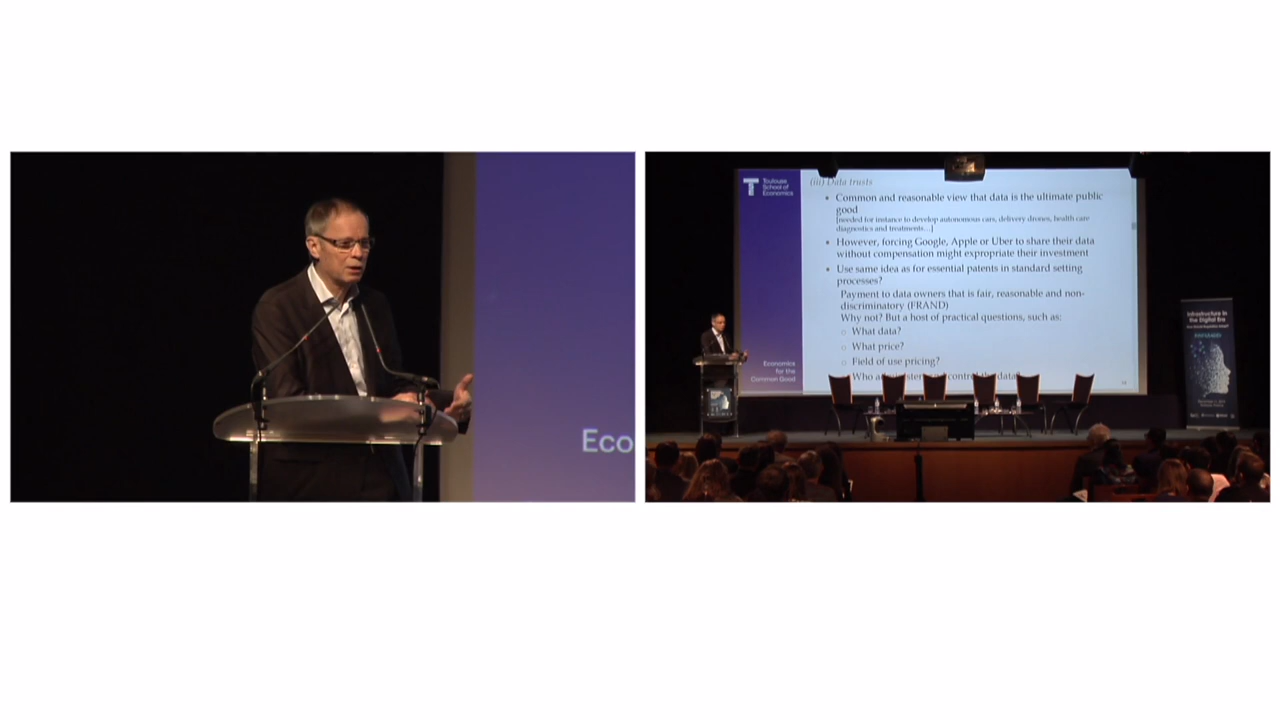 Eco
Toulouse
School of
Economics
(iii) Data trusts
• Common and reasonable view that data is the ultimate public
good
[needed for instance to develop autonomous cars, delivery drones, health care
diagnostics and treatments…]
• However, forcing Google, Apple or Uber to share their data
without compensation might expropriate their investment
• Use same idea as for essential patents in standard setting
processes?
Payment to data owners that is fair, reasonable and non-
discriminatory (FRAND)
Why not? But a host of practical questions, such as:
o What data?
o What price?
o Field of use pricing?
Who
Economics
for the
Common Good
Infrastructure in
the Digital Era